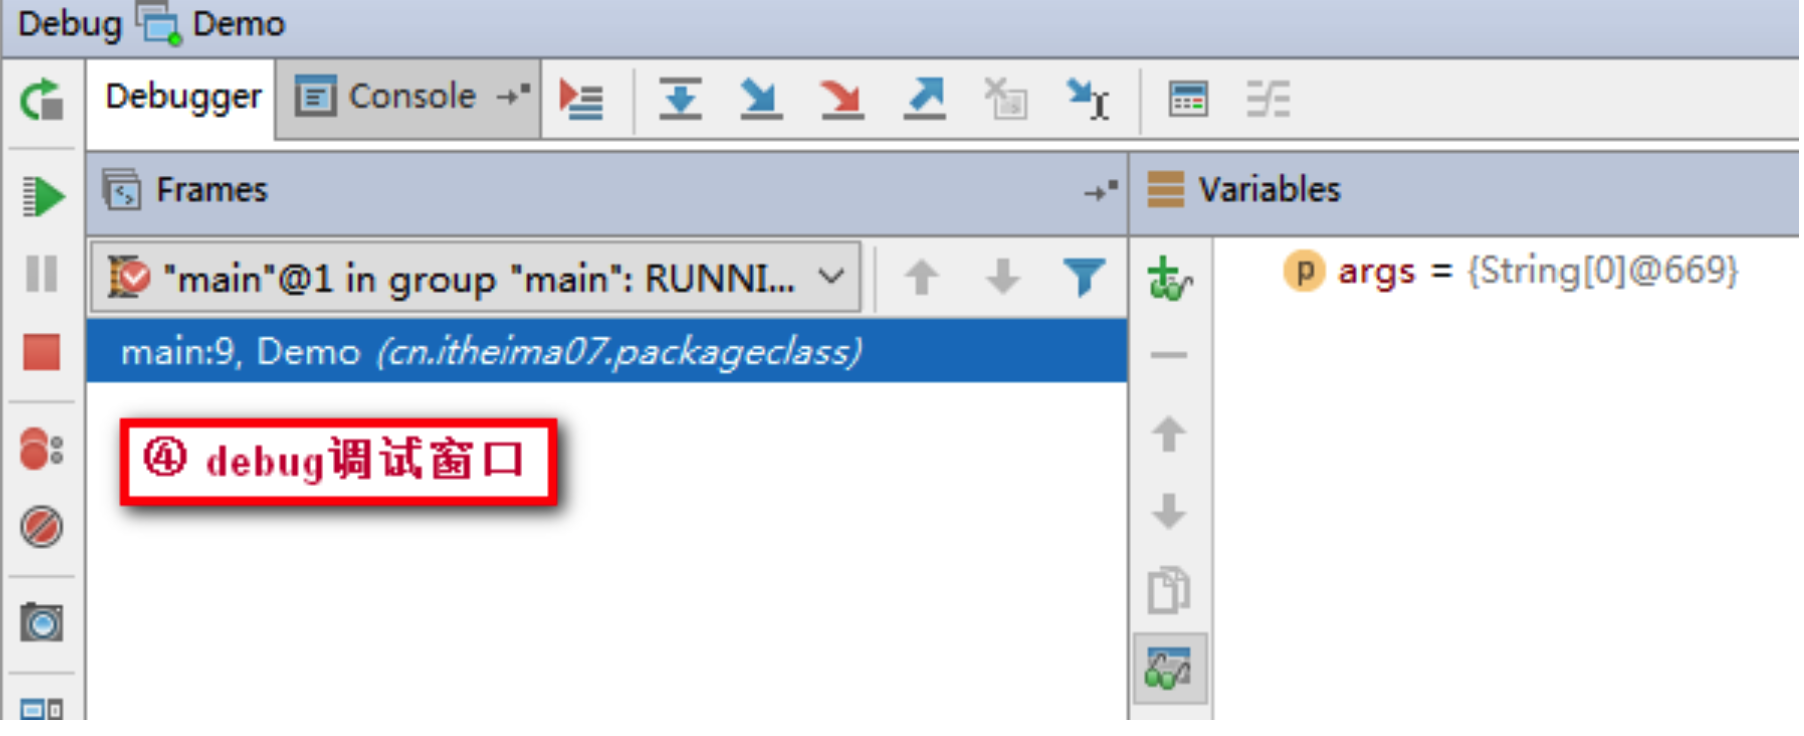 Debug Demo
Debugger Console
Frames
Variables
"main"@1 in group "main": RUNNI...
p args = {String[0]@669}
main:9, Demo (cn.itheima07.packageclass)
④ debug调试窗口